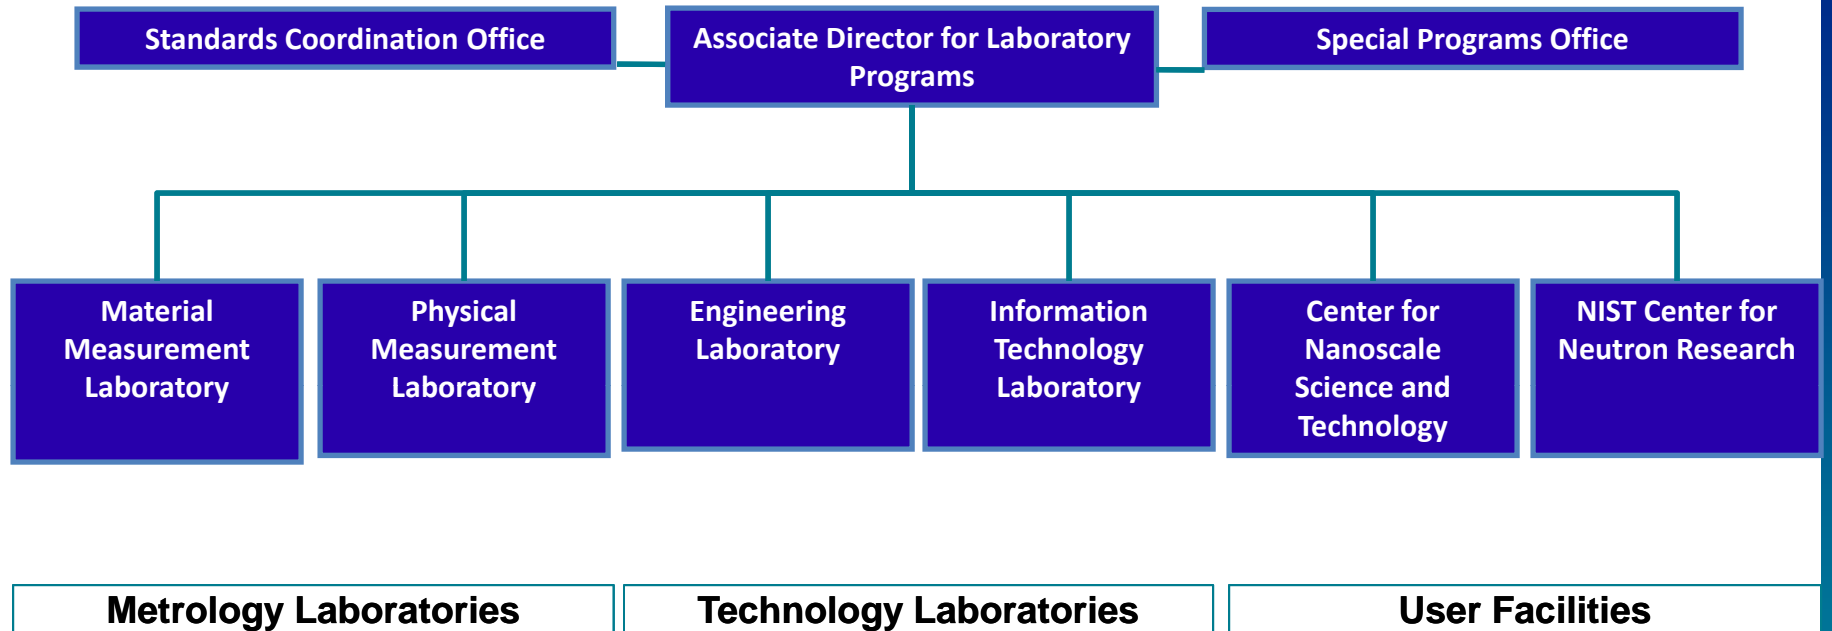 Standards Coordination Office
Associate Director for Laboratory
Programs
Special Programs Office
Material
Measurement
Laboratory
Physical
Measurement
Laboratory
Engineering
Laboratory
Information
Technology
Laboratory
Center for
Nanoscale
Science and
Technology
NIST Center for
Neutron Research
Metrology Laboratories
Technology Laboratories
User Facilities